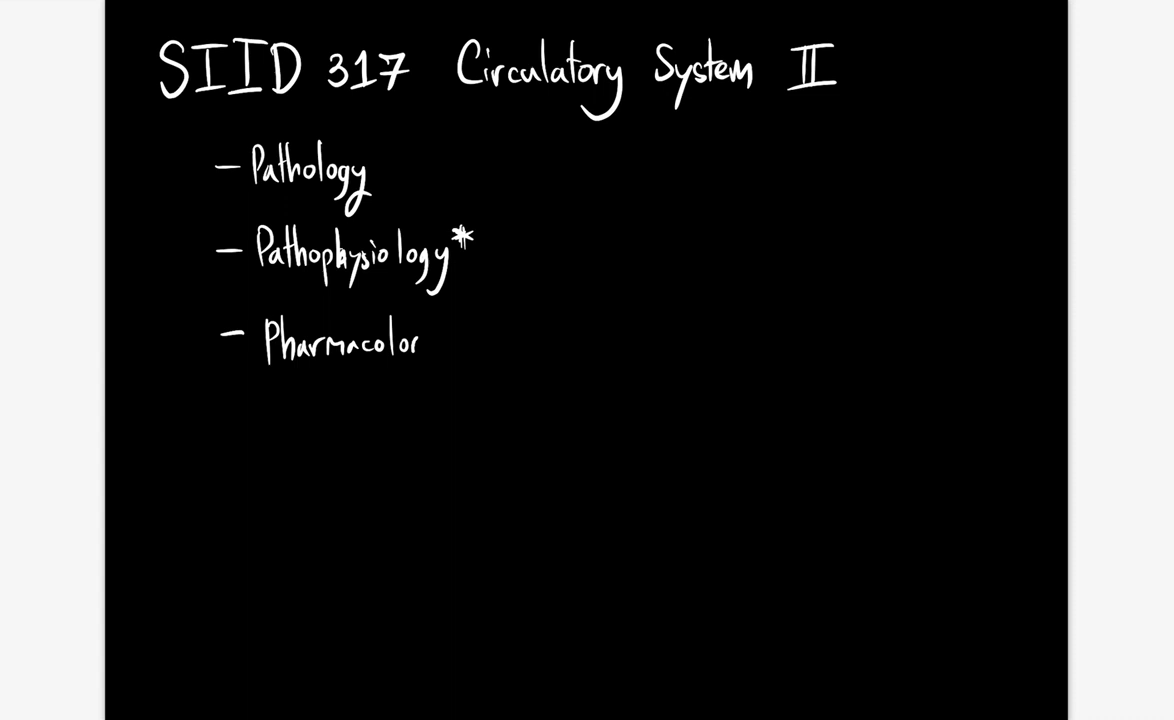 SIID 317 Circulatory System II
- Pathology
- Pathophysiology*
- Pharmacolor